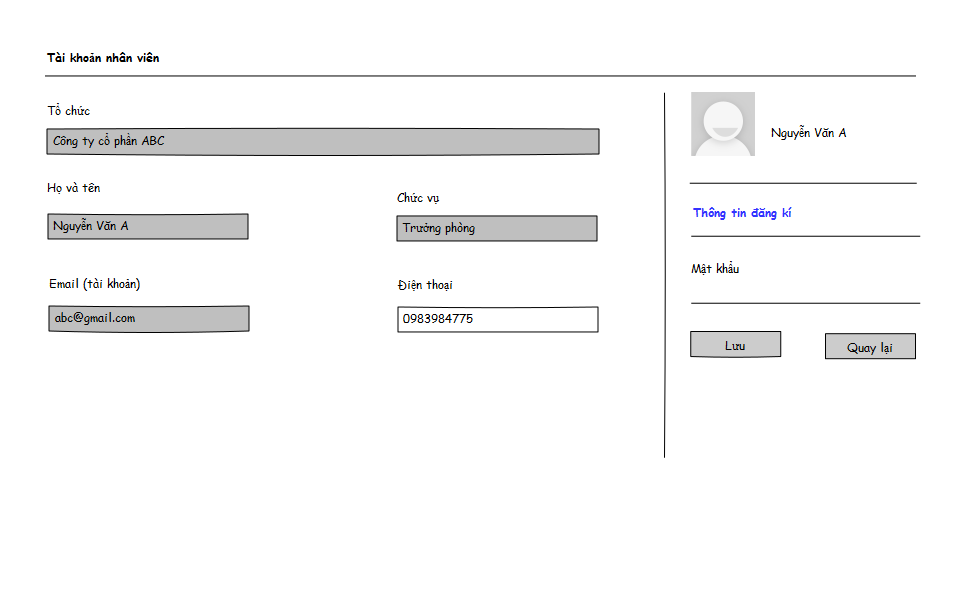 Tài khoản nhân viên
Tổ chức
Công ty cổ phần ABC
Họ và tên
Chức vụ
Nguyễn Văn A
Trưởng phòng
Email (tài khoản)
Điện thoại
abc@gmail.com
0983984775
Nguyễn Văn A
Thông tin đăng kí
Mật khẩu
Lưu
Quay lại